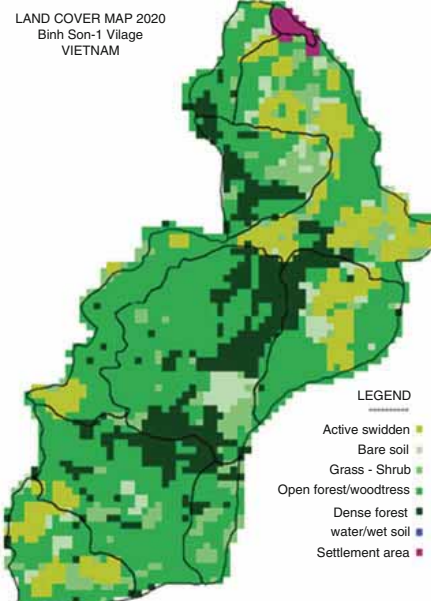 LAND COVER MAP 2020
Binh Son-1 Vilage
VIETNAM
LEGEND
Active swidden
Bare soil
Grass - Shrub
Open forest/woodtress
Dense forest
water/wet soil
Settlement area